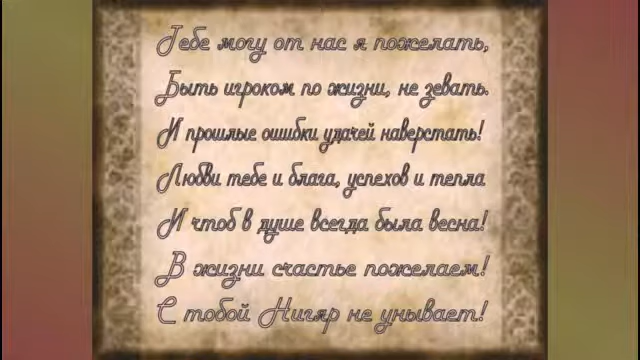 Тебе могу от нас я пожелать,
Быть игроком по жизни, не зевать.
И прошлые ошибки удачей наверстать!
Любви тебе и блага, успехов и тепла
И чтоб в душе всегда была весна!
В жизни счастье пожелаем!
С тобой Нигяр не унывает!